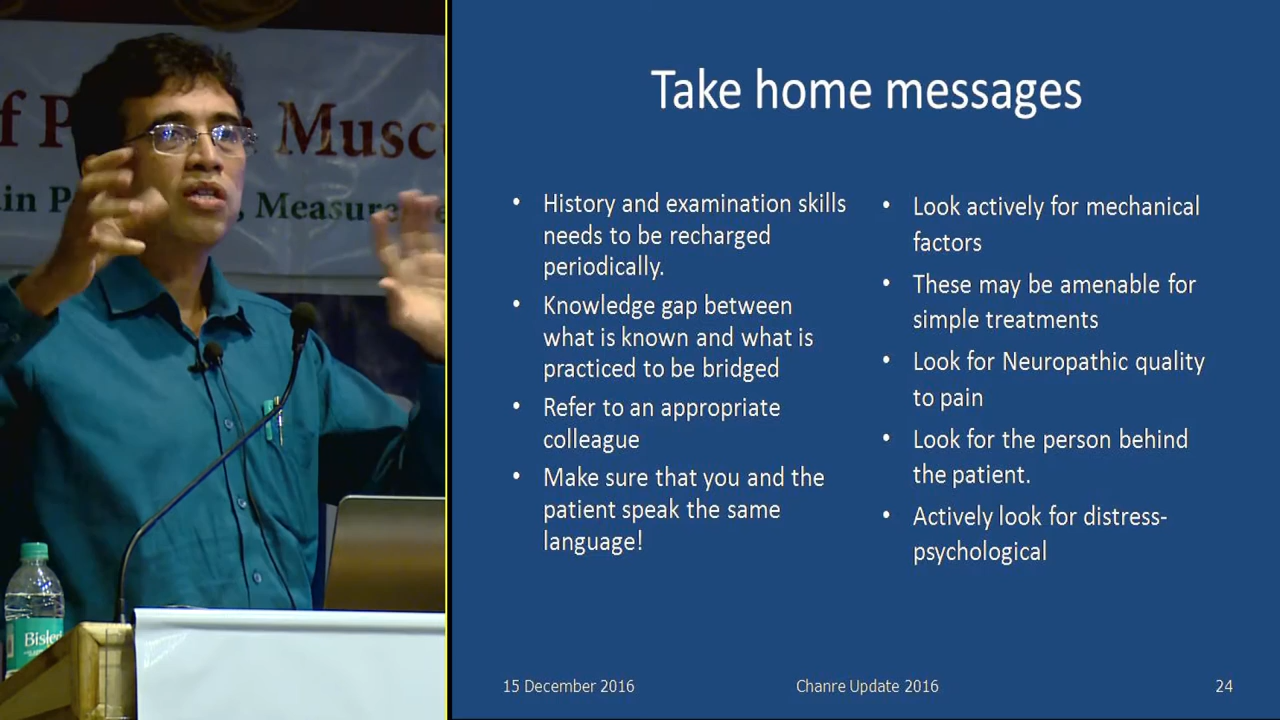 Musc
Measure
Bisle
Take home messages
• History and examination skills
needs to be recharged
periodically.
• Knowledge gap between
what is known and what is
practiced to be bridged
• Refer to an appropriate
colleague
• Make sure that you and the
patient speak the same
language!
• Look actively for mechanical
factors
• These may be amenable for
simple treatments
• Look for Neuropathic quality
to pain
• Look for the person behind
the patient.
• Actively look for distress-
psychological
15 December 2016
Chanre Update 2016
24